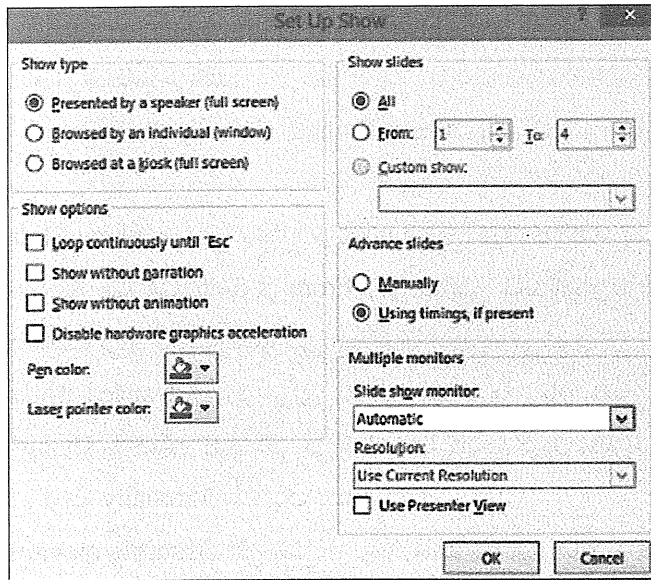 Set Up Show
? ×
Show type
Presented by a speaker (full screen)
Browsed by an individual (window)
Browsed at a kiosk (full screen)
Show options
Loop continuously until 'Esc'
Show without narration
Show without animation
Disable hardware graphics acceleration
Pen color:
Laser pointer color:
Show slides
All
From: 1 To: 4
Custom show:
Advance slides
Manually
Using timings, if present
Multiple monitors
Slide show monitor:
Automatic
Resolution:
Use Current Resolution
Use Presenter View
OK Cancel